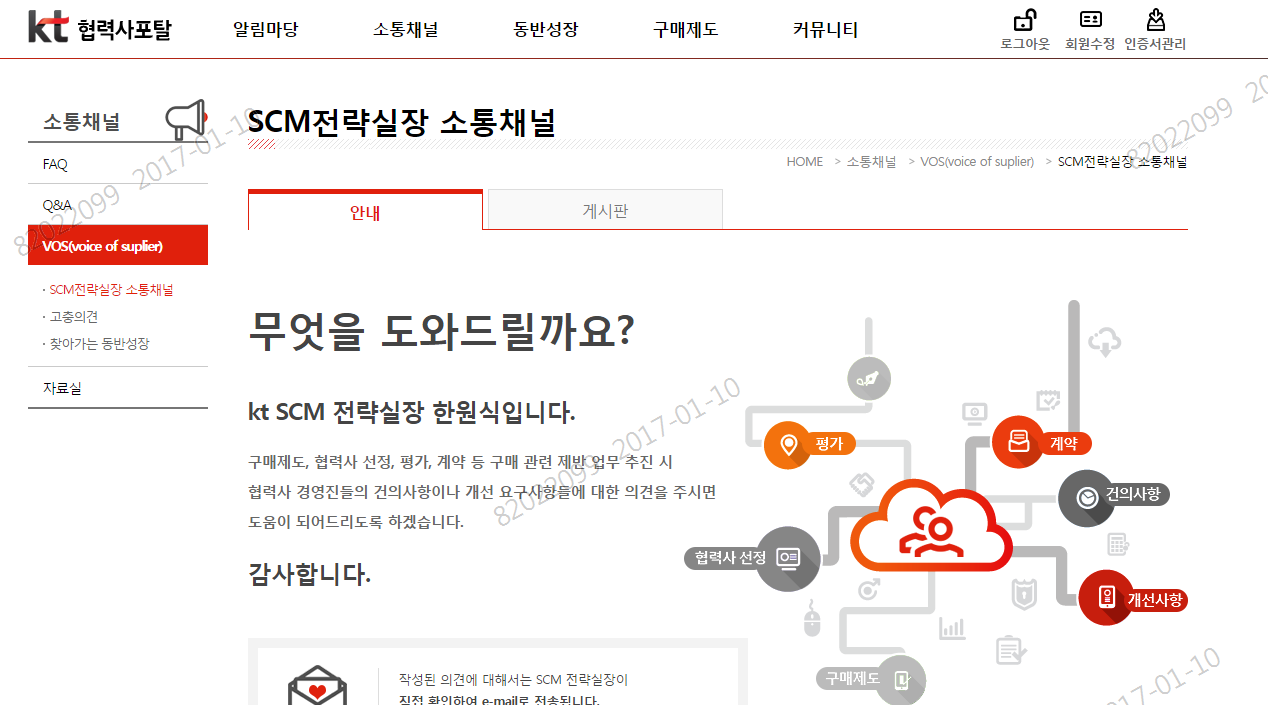 kt 협력사포탈
알림마당
소통채널
동반성장
구매제도
커뮤니티
로그아웃
회원수정
인증서관리
소통채널
FAQ
Q&A
VOS(voice of suplier)
· SCM전략실장 소통채널
· 고충의견
· 찾아가는 동반성장
자료실
SCM전략실장 소통채널
HOME > 소통채널 > VOS(voice of suplier) > SCM전략실장 소통채널
안내
게시판
무엇을 도와드릴까요?
kt SCM 전략실장 한원식입니다.
구매제도, 협력사 선정, 평가, 계약 등 구매 관련 제반 업무 추진 시
협력사 경영진들의 건의사항이나 개선 요구사항들에 대한 의견을 주시면
도움이 되어드리도록 하겠습니다.
감사합니다.
평가
계약
건의사항
협력사 선정
개선사항
구매제도
작성된 의견에 대해서는 SCM 전략실장이
직접 확인하여 e-mail로 전송됩니다.
82022099 2017-01-10
82022099 2017-01-10
82022099 20
017-01-10